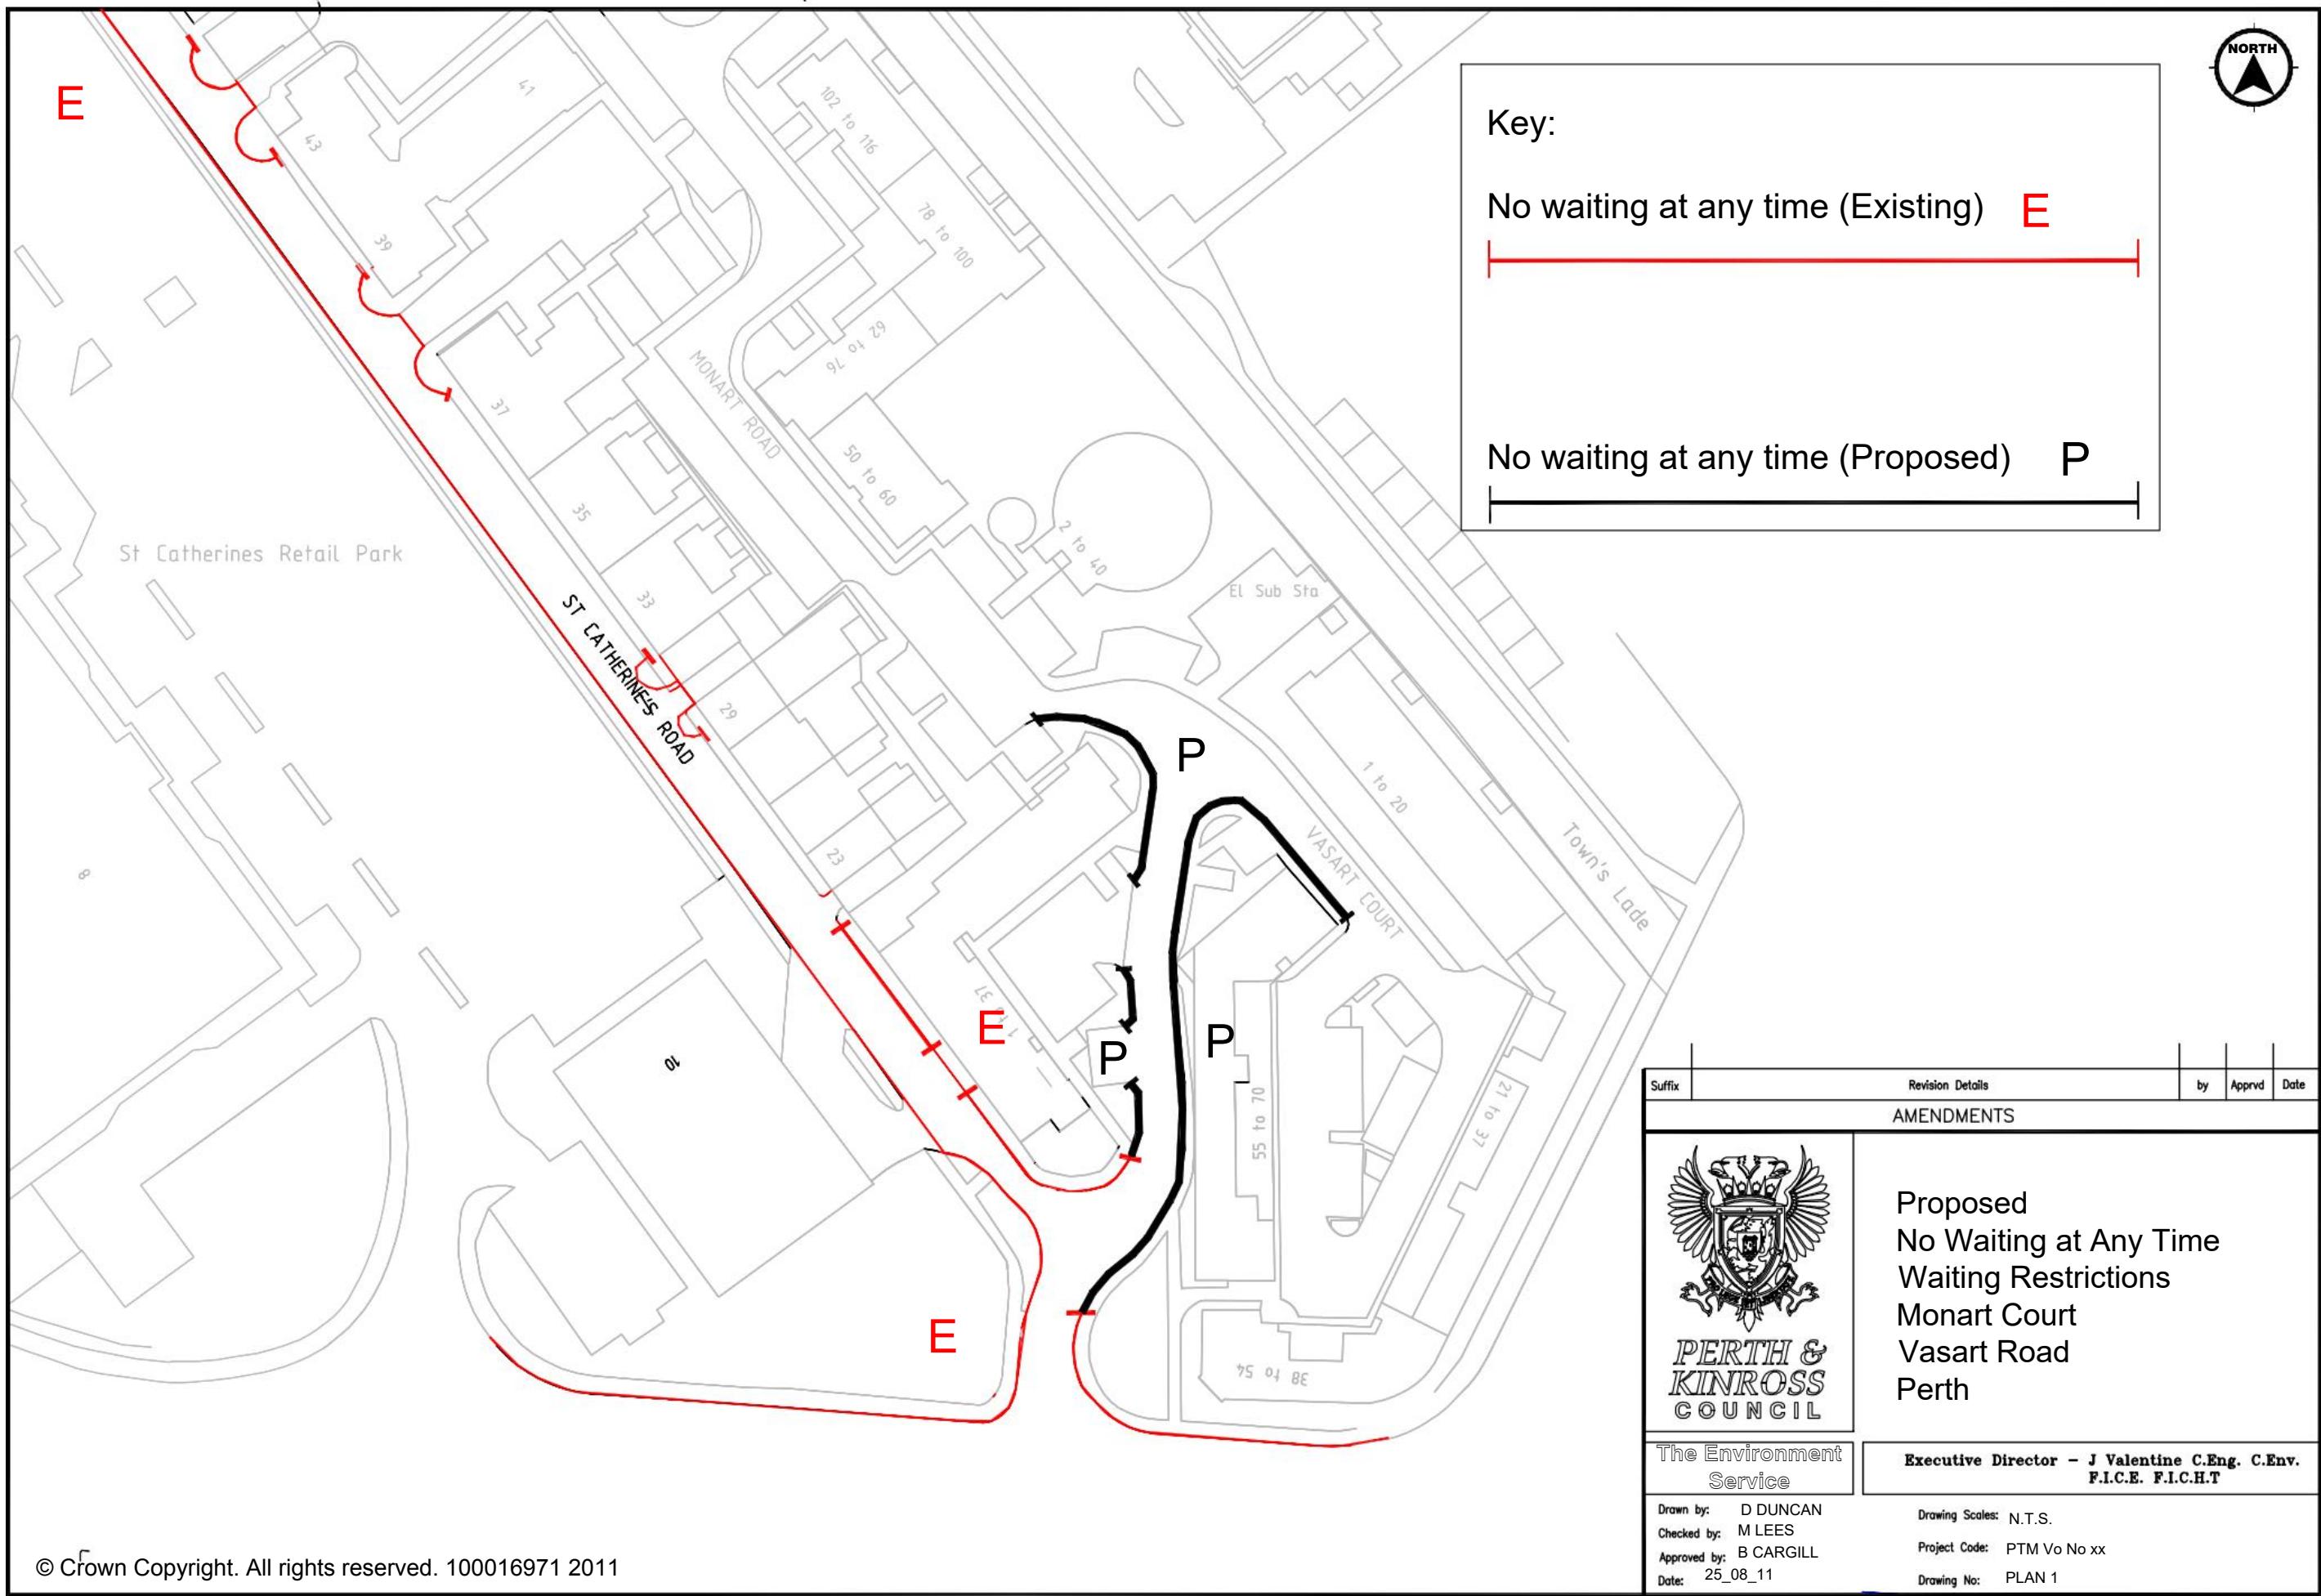 NORTH
Key:
No waiting at any time (Existing) E
No waiting at any time (Proposed) P
E
41
43
39
102 to 116
78 to 100
62 to 76
MONART ROAD
50 to 60
37
35
33
2 to 40
El Sub Sta
St Catherines Retail Park
ST CATHERINE'S ROAD
29
P
1 to 20
VASART COURT
Town's Lade
23
8
1 to 37
E
P
P
10
55 to 70
21 to 37
E
38 to 54
Suffix Revision Details by Apprvd Date
AMENDMENTS
PERTH &
KINROSS
COUNCIL
Proposed
No Waiting at Any Time
Waiting Restrictions
Monart Court
Vasart Road
Perth
The Environment
Service
Executive Director - J Valentine C.Eng. C.Env.
F.I.C.E. F.I.C.H.T
Drawn by: D DUNCAN
Checked by: M LEES
Approved by: B CARGILL
Date: 25_08_11
Drawing Scales: N.T.S.
Project Code: PTM Vo No xx
Drawing No: PLAN 1
© Crown Copyright. All rights reserved. 100016971 2011